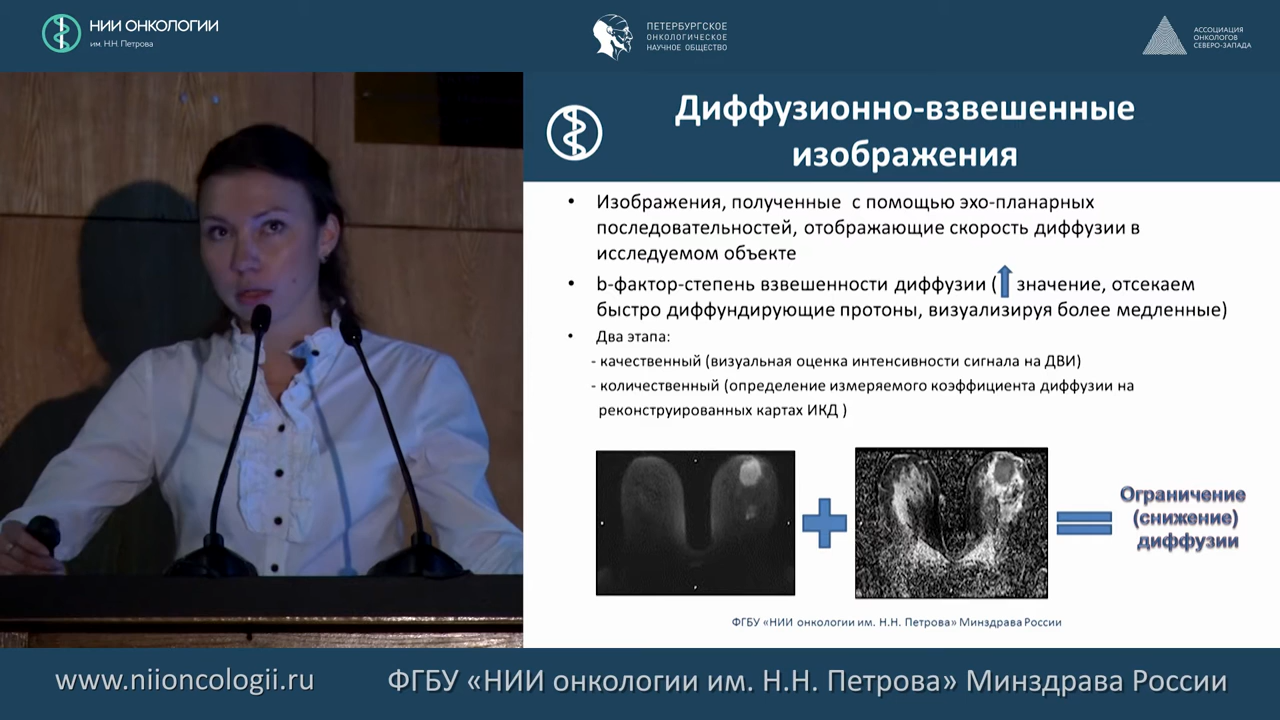 НИИ ОНКОЛОГИИ
им. Н.Н. Петрова
ПЕТЕРБУРГСКОЕ
ОНКОЛОГИЧЕСКОЕ
НАУЧНОЕ ОБЩЕСТВО
АССОЦИАЦИЯ
ОНКОЛОГОВ
СЕВЕРО-ЗАПАДА
Диффузионно-взвешенные
изображения
• Изображения, полученные с помощью эхо-планарных
последовательностей, отображающие скорость диффузии в
исследуемом объекте
• b-фактор-степень взвешенности диффузии ( значение, отсекаем
быстро диффундирующие протоны, визуализируя более медленные)
• Два этапа:
- качественный (визуальная оценка интенсивности сигнала на ДВИ)
- количественный (определение измеряемого коэффициента диффузии на
реконструированных картах ИКД )
Ограничение
(снижение)
диффузии
ФГБУ «НИИ онкологии им. Н.Н. Петрова» Минздрава России
www.niioncologii.ru
ФГБУ «НИИ онкологии им. Н.Н. Петрова» Минздрава России